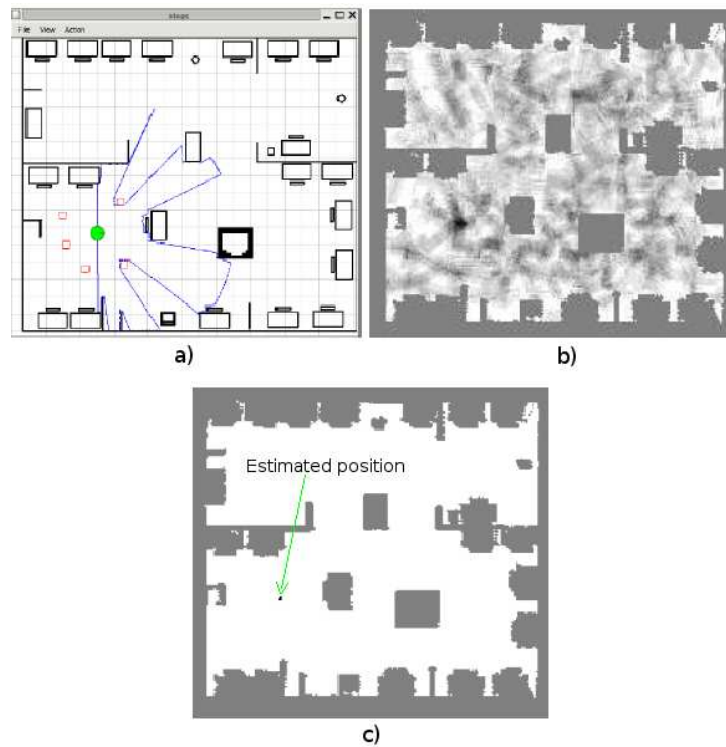 stage
File View Action
a)
b)
Estimated position
c)